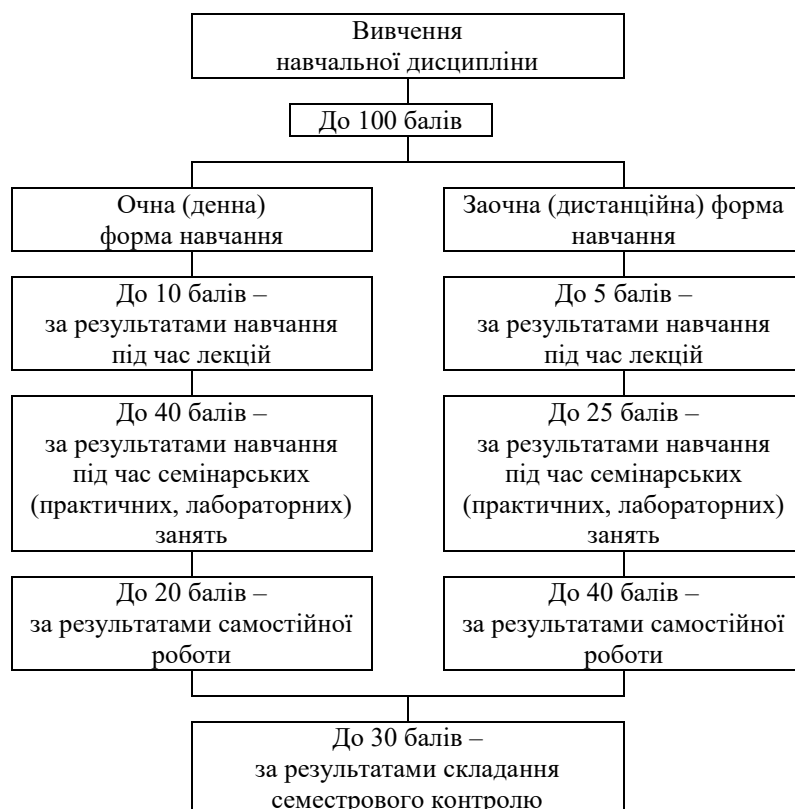 Вивчення
навчальної дисципліни
До 100 балів
Очна (денна)
форма навчання
До 10 балів –
за результатами навчання
під час лекцій
До 40 балів –
за результатами навчання
під час семінарських
(практичних, лабораторних)
занять
До 20 балів –
за результатами самостійної
роботи
Заочна (дистанційна) форма
навчання
До 5 балів –
за результатами навчання
під час лекцій
До 25 балів –
за результатами навчання
під час семінарських
(практичних, лабораторних)
занять
До 40 балів –
за результатами самостійної
роботи
До 30 балів –
за результатами складання
семестрового контролю